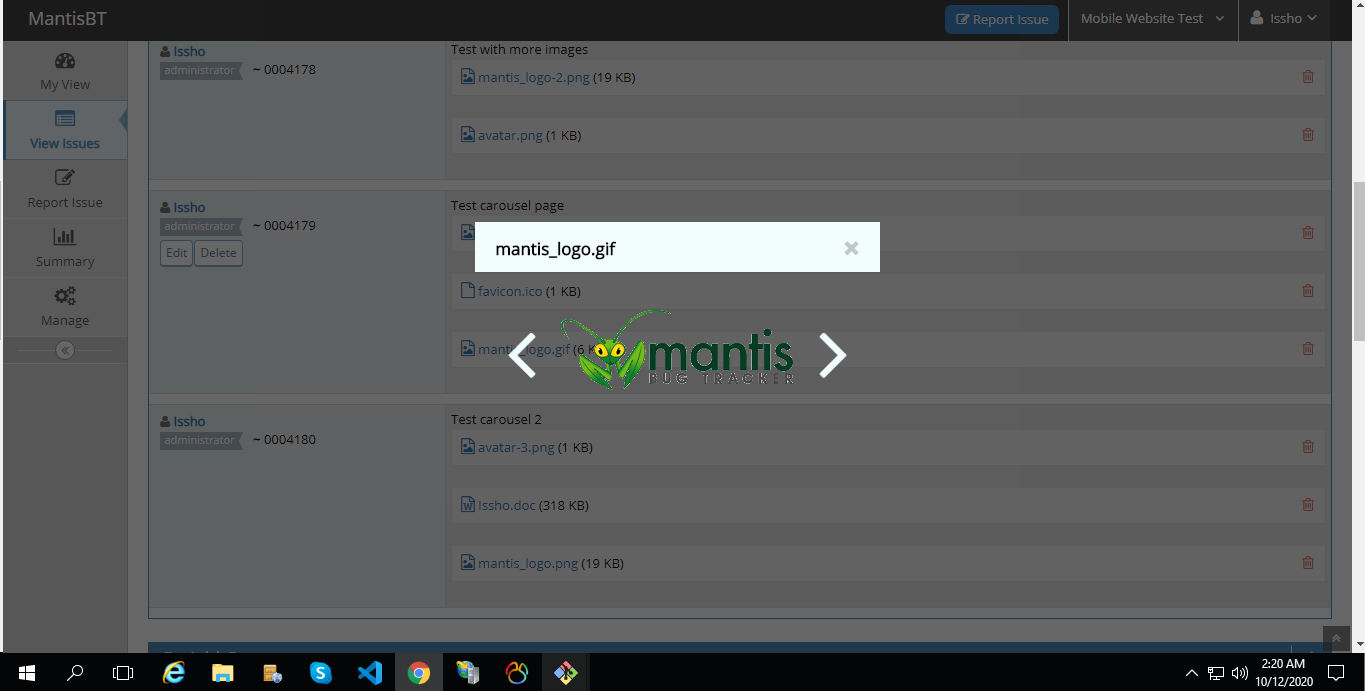 MantisBT
Report Issue
Mobile Website Test
Issho
My View
View Issues
Report Issue
Summary
Manage
Issho
administrator
~ 0004178
Test with more images
mantis_logo-2.png (19 KB)
avatar.png (1 KB)
Issho
administrator
~ 0004179
Edit
Delete
Test carousel page
mantis_logo.gif
favicon.ico (1 KB)
mantis_logo.gif (6 K
mantis
BUG TRACKER
Issho
administrator
~ 0004180
Test carousel 2
avatar-3.png (1 KB)
issho.doc (318 KB)
mantis_logo.png (19 KB)
2:20 AM
10/12/2020